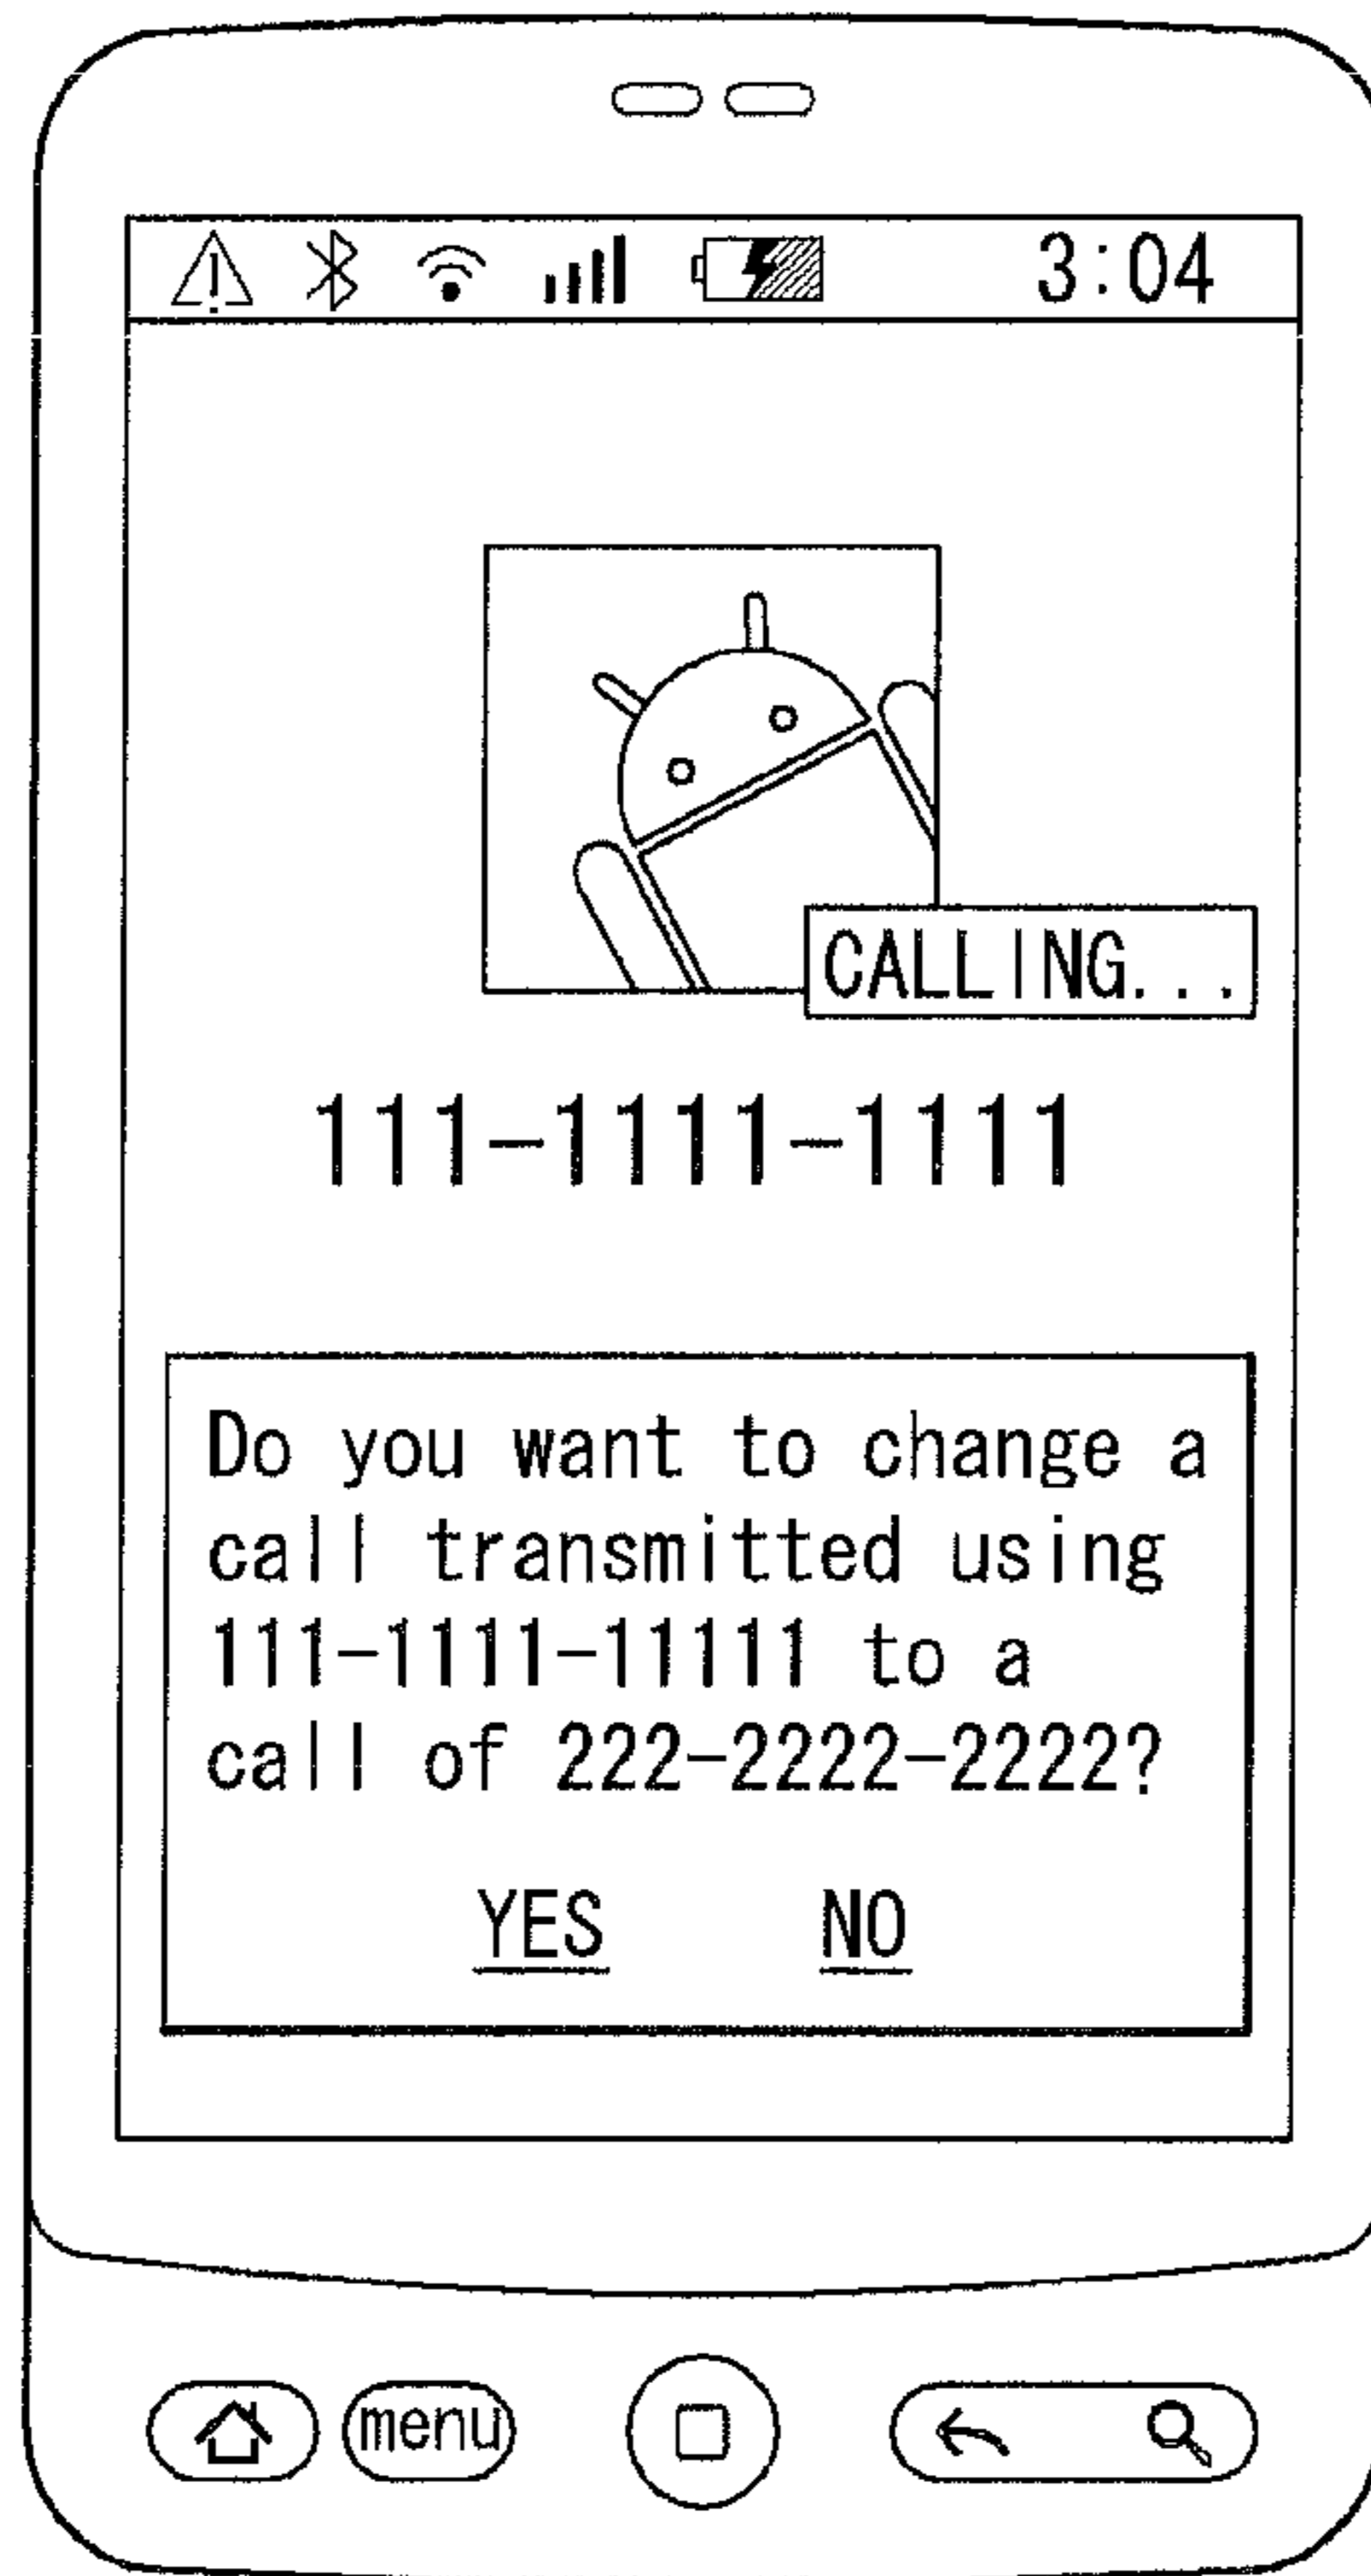 3:04
CALLING...
111-1111-1111
Do you want to change a
call transmitted using
111-1111-11111 to a
call of 222-2222-2222?
YES NO
menu